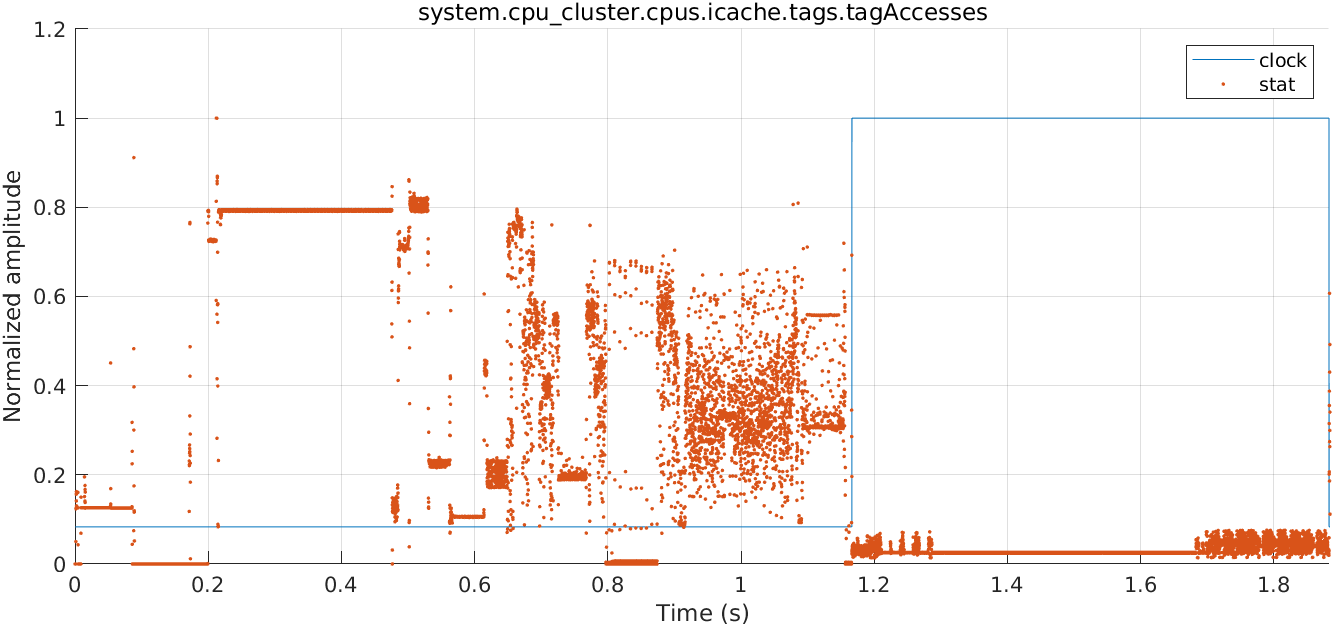 system.cpu_cluster.cpus.icache.tags.tagAccesses
1.2
1
0.8
0.6
0.4
0.2
0
Normalized amplitude
clock
stat
0 0.2 0.4 0.6 0.8 1 1.2 1.4 1.6 1.8
Time (s)